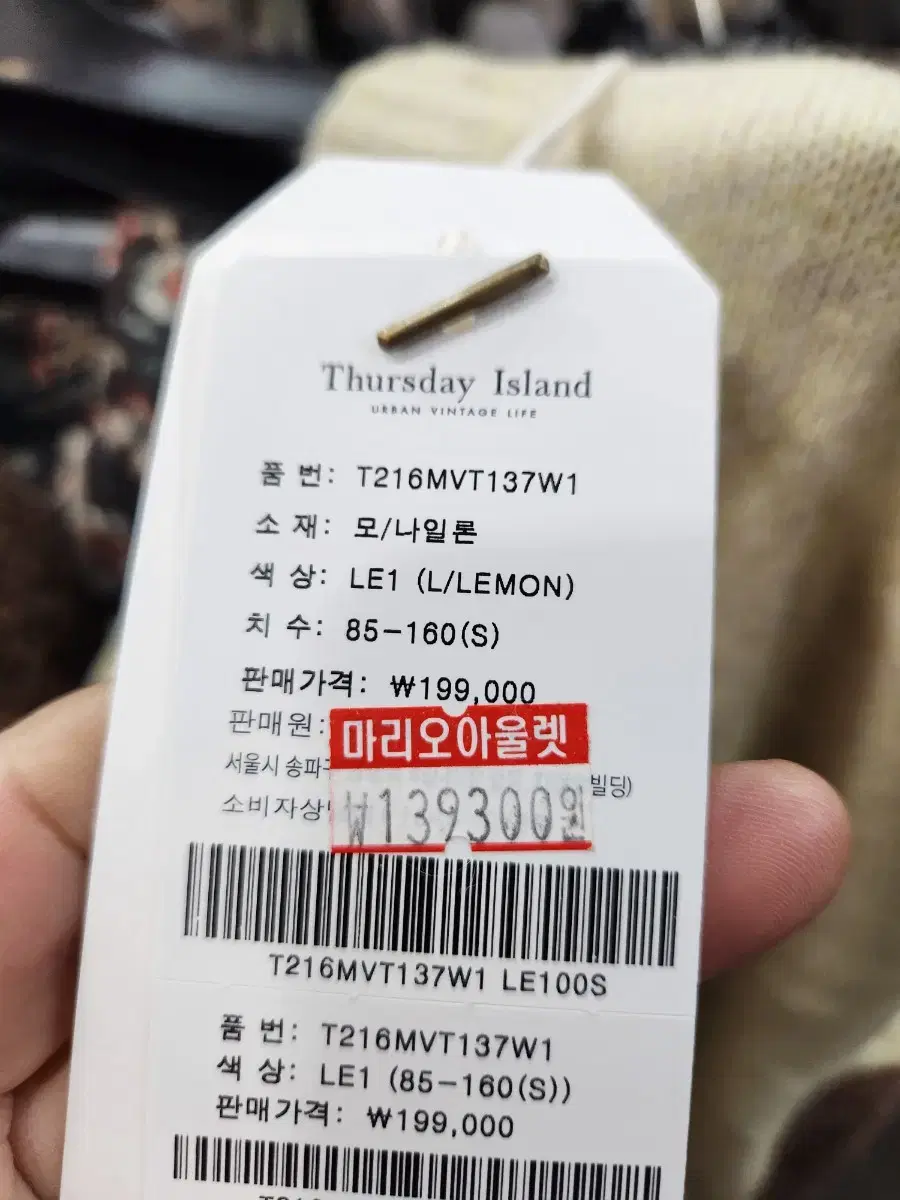 Thursday Island
URBAN VINTAGE LIFE
품 번: T216MVT137W1
소 재: 모/나일론
색 상: LE1 (L/LEMON)
치 수: 85-160(S)
판매가격: ₩199,000
판매원:
마리오아울렛
서울시 송파구 빌딩)
소비자상
₩139300원
T216MVT137W1 LE100S
품 번: T216MVT137W1
색 상: LE1 (85-160(S))
판매가격: ₩199,000